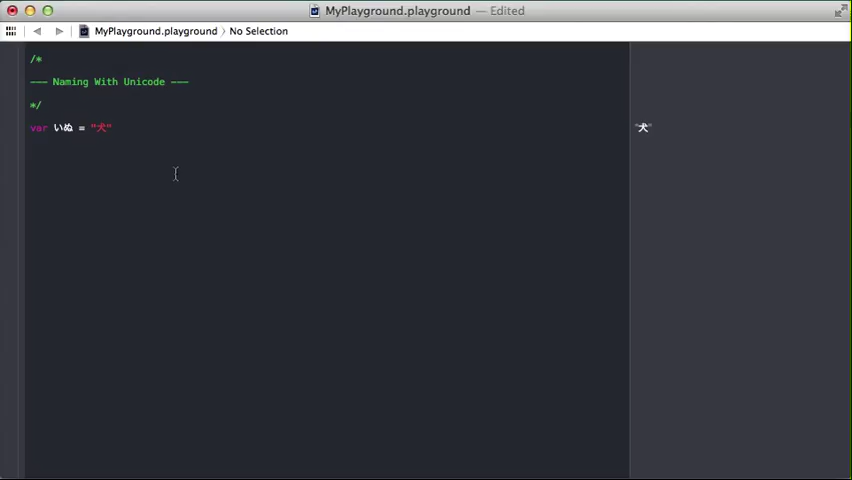 MyPlayground.playground — Edited
MyPlayground.playground 〉 No Selection
/*
--- Naming With Unicode ---
*/
var いぬ = "犬"
"犬"